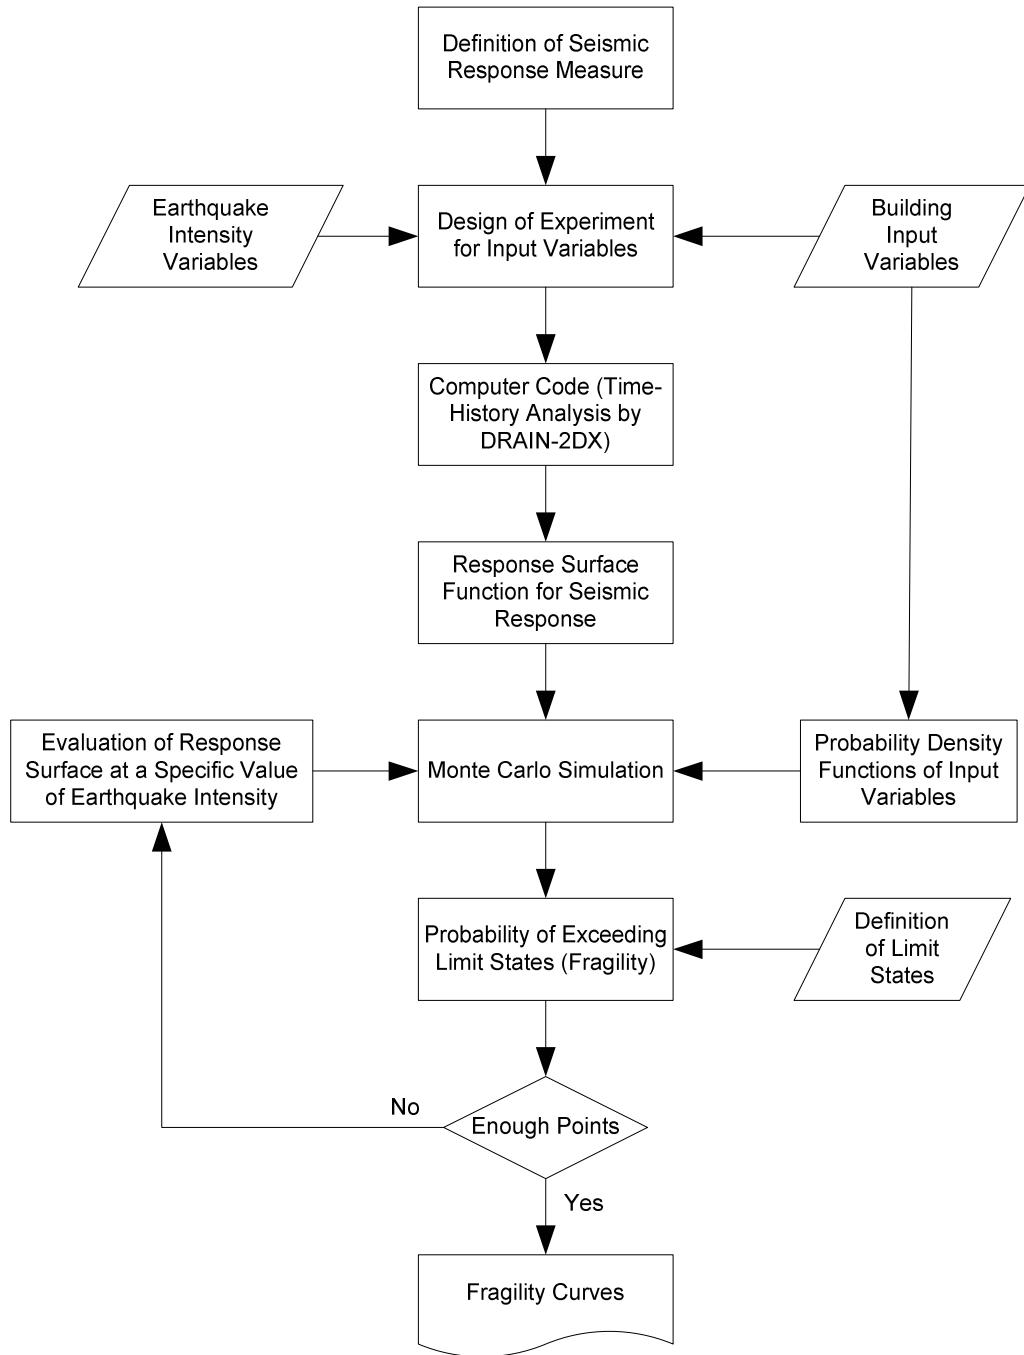 Definition of Seismic
Response Measure
Earthquake
Intensity
Variables
Design of Experiment
for Input Variables
Building
Input
Variables
Computer Code (Time-
History Analysis by
DRAIN-2DX)
Response Surface
Function for Seismic
Response
Evaluation of Response
Surface at a Specific Value
of Earthquake Intensity
Monte Carlo Simulation
Probability Density
Functions of Input
Variables
Probability of Exceeding
Limit States (Fragility)
Definition
of Limit
States
No
Enough Points
Yes
Fragility Curves